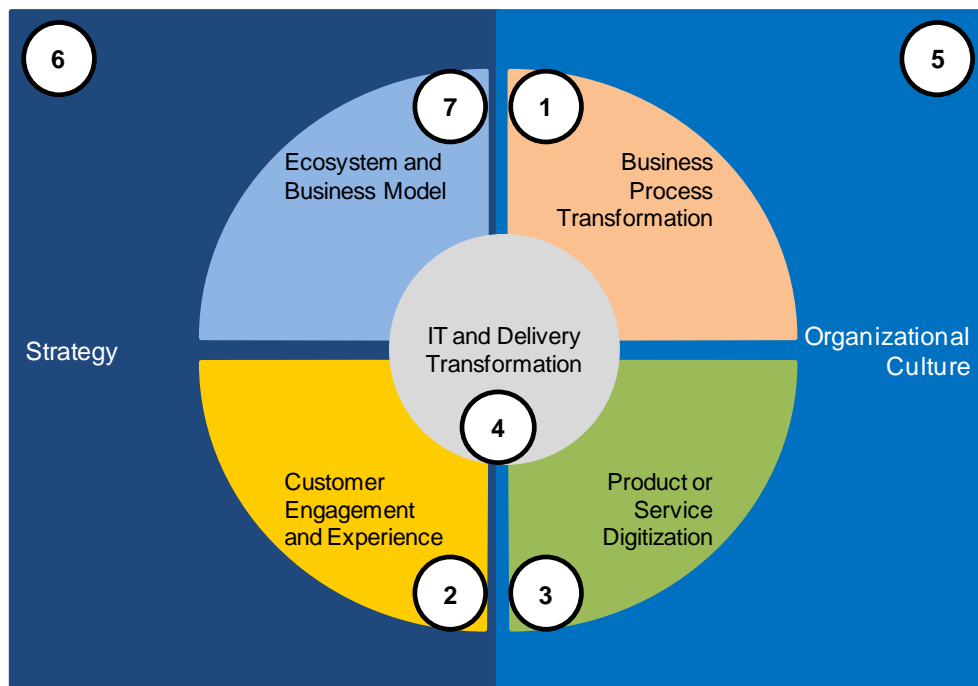 6
5
7
1
Ecosystem and
Business Model
Business
Process
Transformation
IT and Delivery
Transformation
Strategy
Organizational
Culture
4
Customer
Engagement
and Experience
Product or
Service
Digitization
2
3